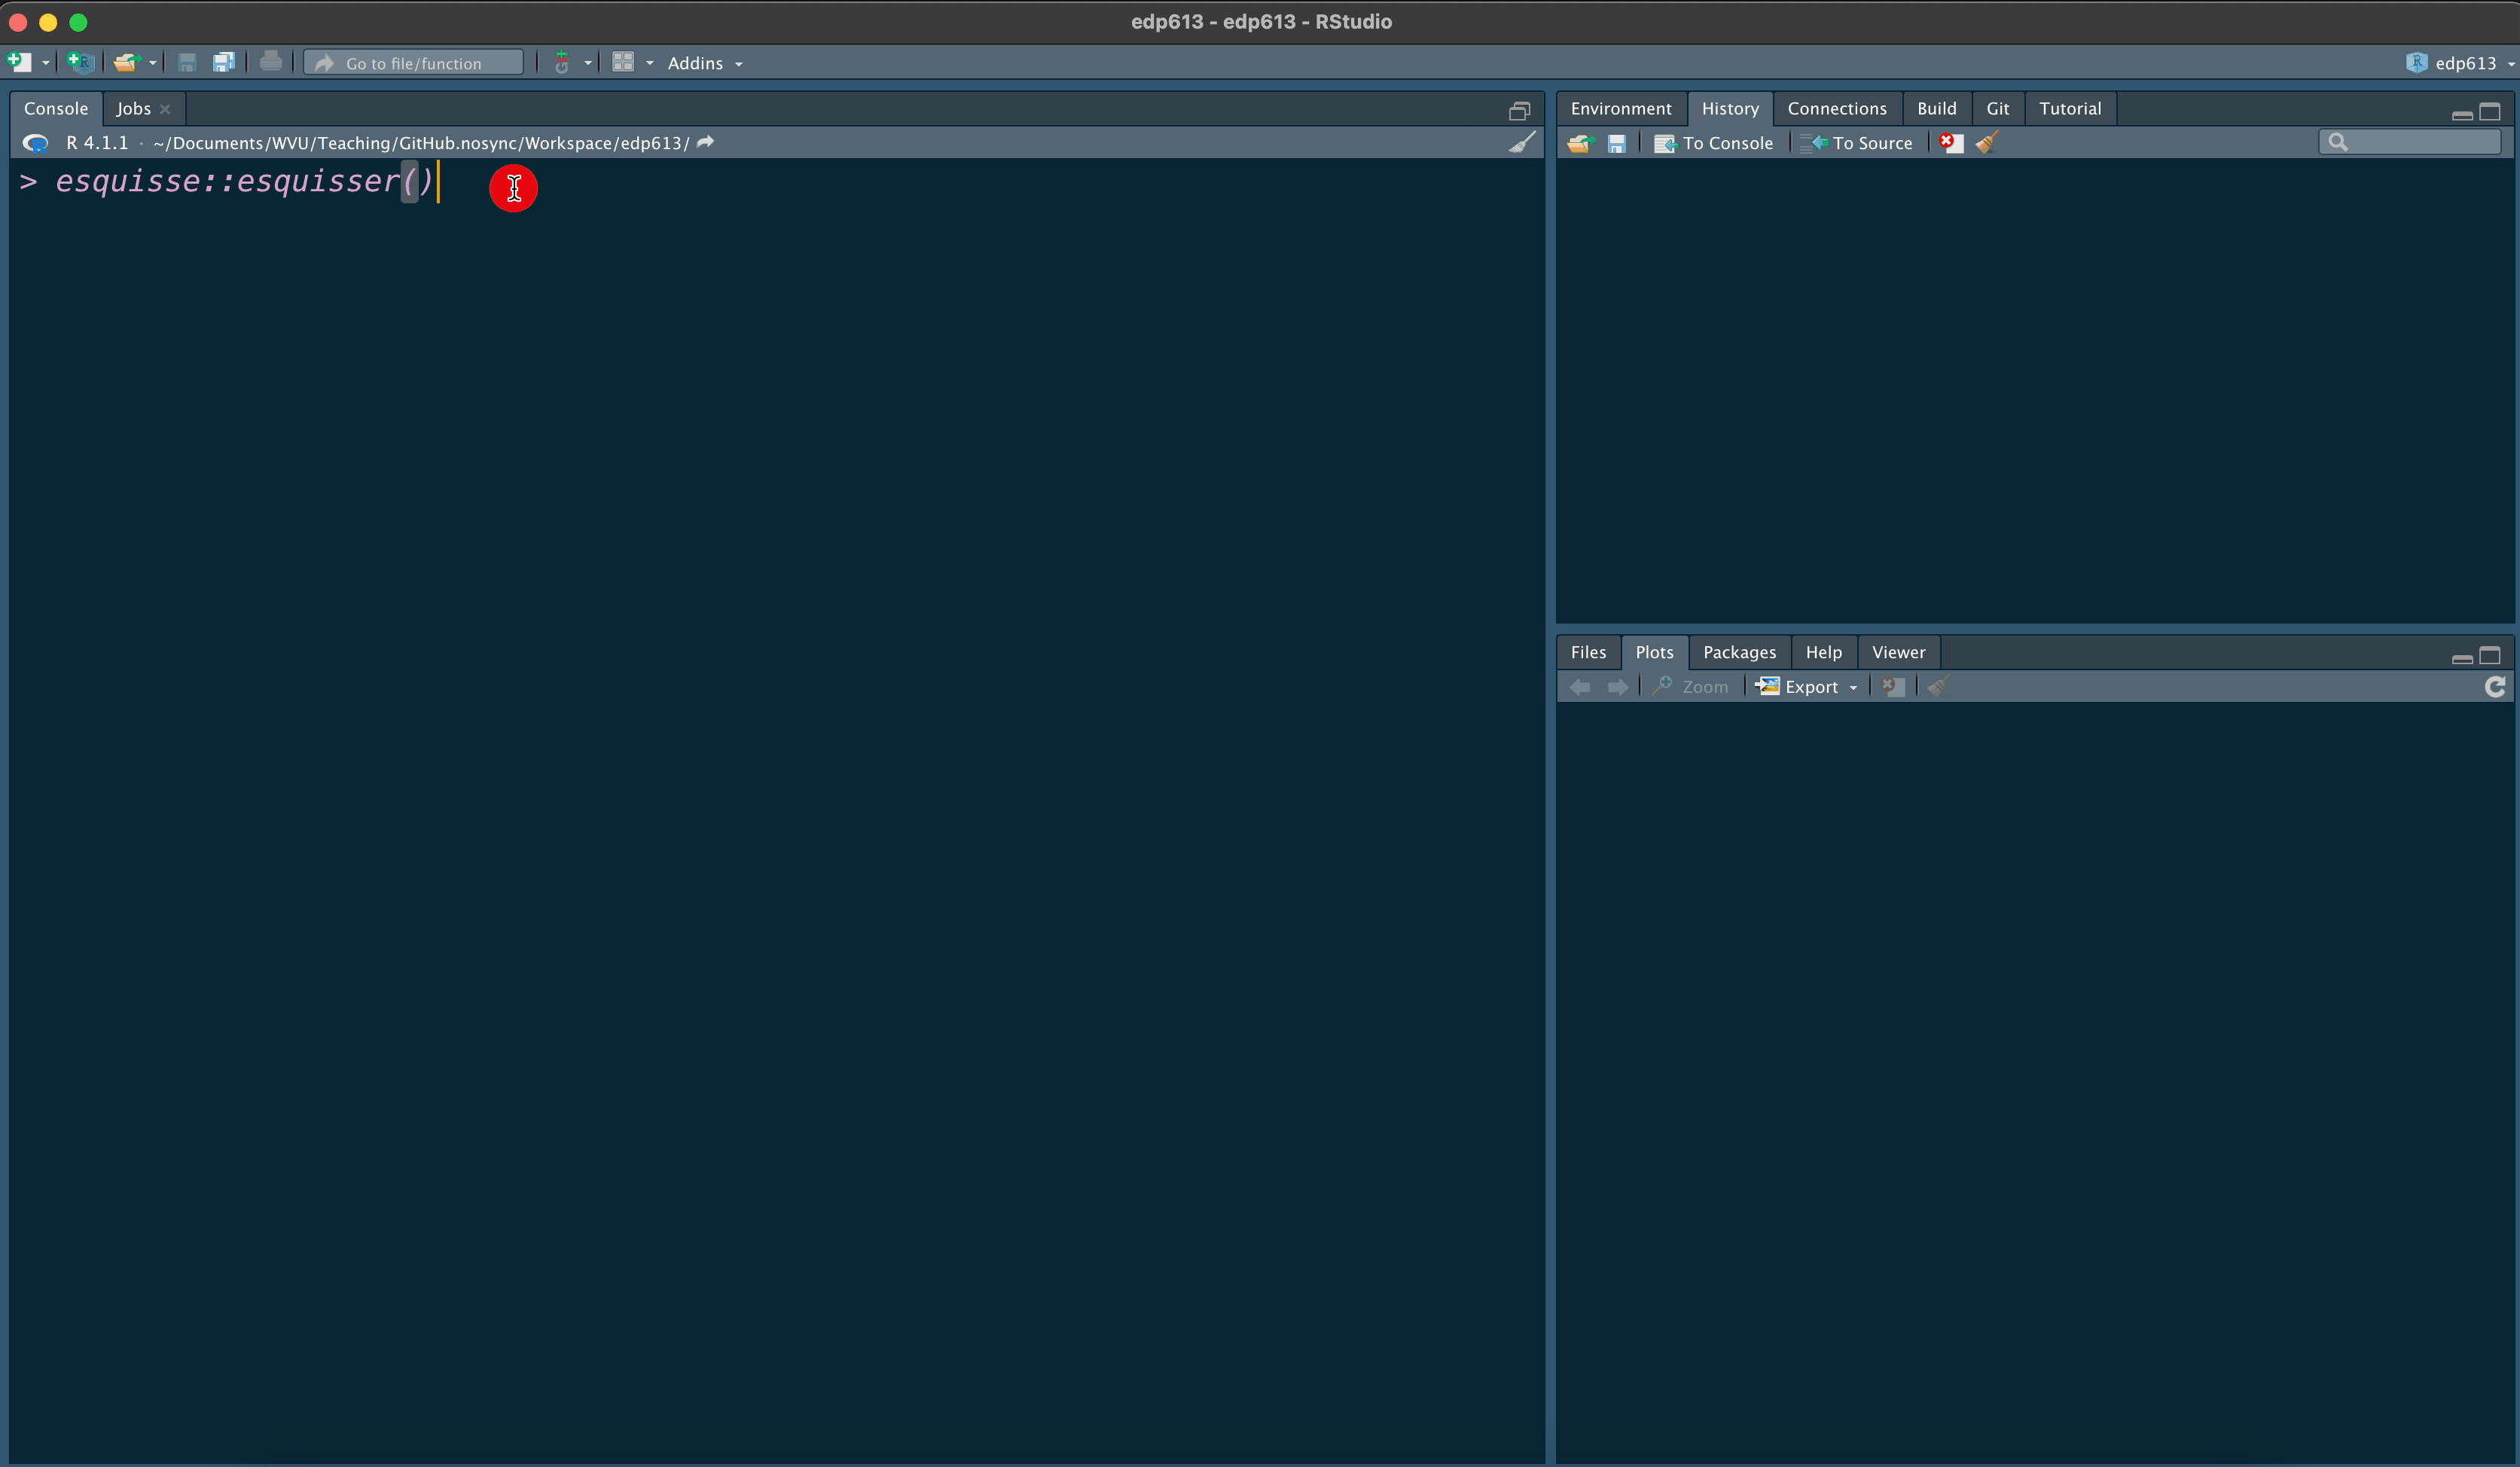 edp613 - edp613 - RStudio
Go to file/function
Addins
edp613
Console Jobs
R 4.1.1 · ~/Documents/WVU/Teaching/GitHub.nosync/Workspace/edp613/
> esquisse::esquisser()
Environment History Connections Build Git Tutorial
To Console To Source
Files Plots Packages Help Viewer
Zoom Export